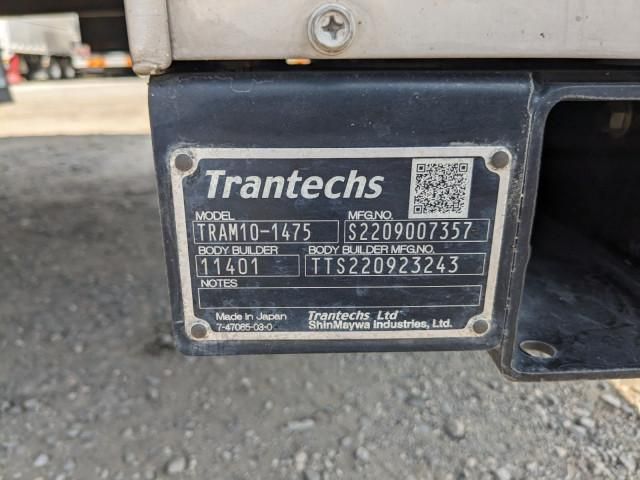 Trantechs
MODEL MFG.NO.
TRAM10-1475 S2209007357
BODY BUILDER BODY BUILDER MFG.NO.
11401 TTS220923243
NOTES
Made in Japan Trantechs Ltd
7-47065-03-0 ShinMaywa Industries, Ltd.